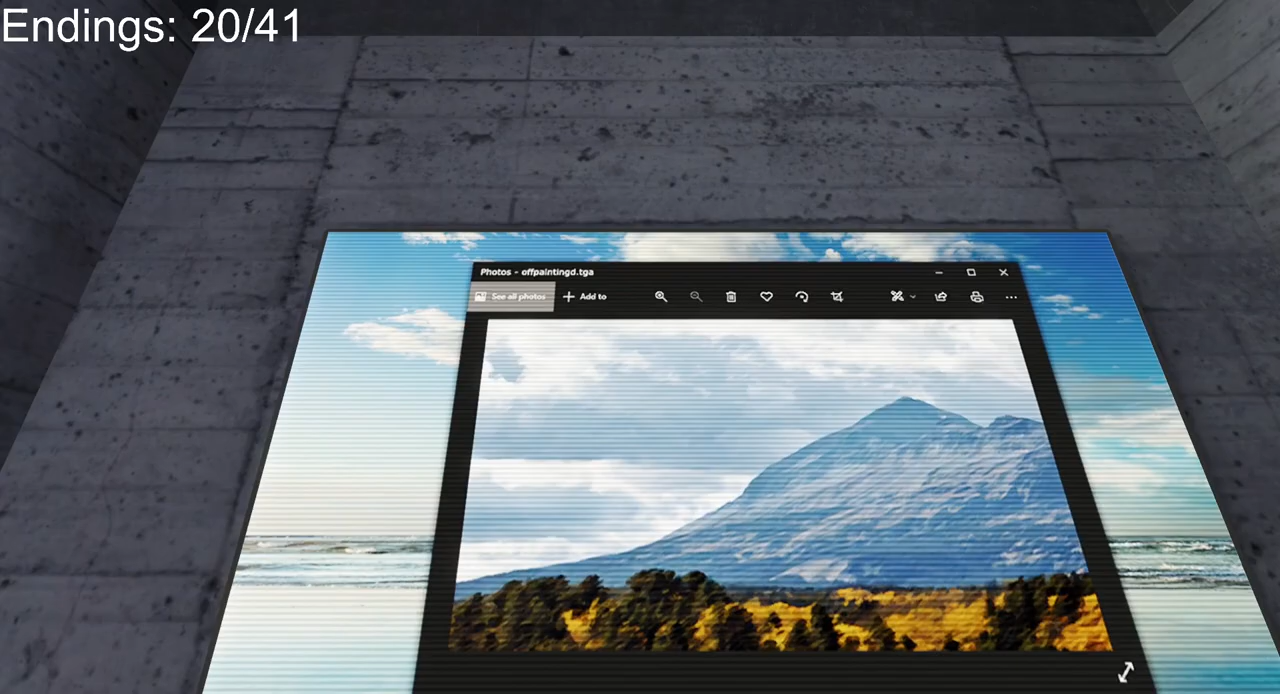 Endings: 20/41
Photos - offpaintingd.tga
See all photos
Add to